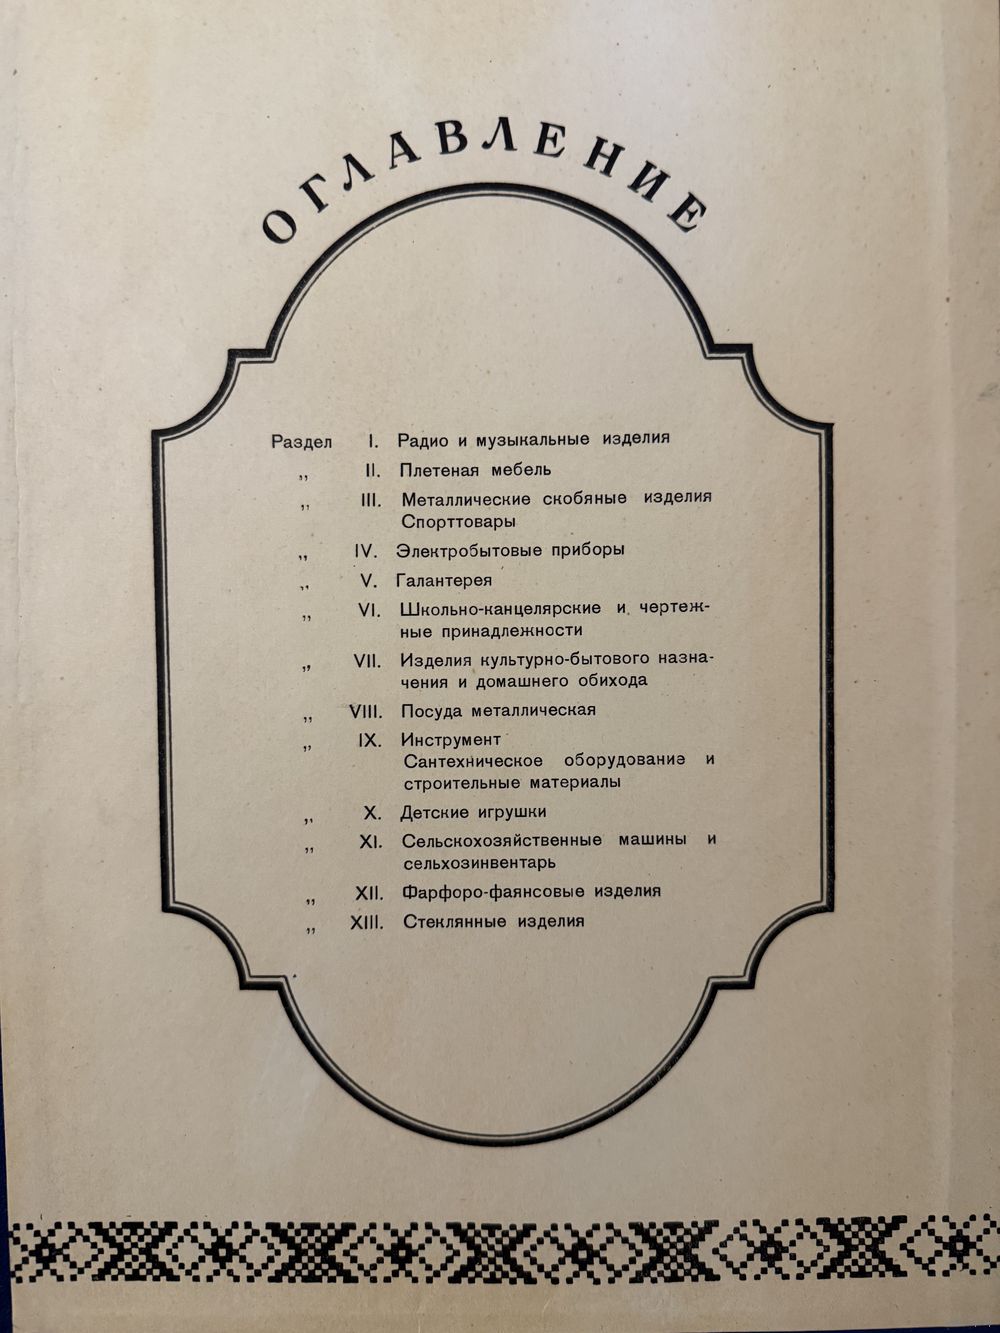 ОГЛАВЛЕНИЕ
Раздел I. Радио и музыкальные изделия
„ II. Плетеная мебель
„ III. Металлические скобяные изделия
Спорттовары
„ IV. Электробытовые приборы
„ V. Галантерея
„ VI. Школьно-канцелярские и чертеж-
ные принадлежности
„ VII. Изделия культурно-бытового назна-
чения и домашнего обихода
„ VIII. Посуда металлическая
„ IX. Инструмент
Сантехническое оборудование и
строительные материалы
„ X. Детские игрушки
„ XI. Сельскохозяйственные машины и
сельхозинвентарь
„ XII. Фарфоро-фаянсовые изделия
„ XIII. Стеклянные изделия